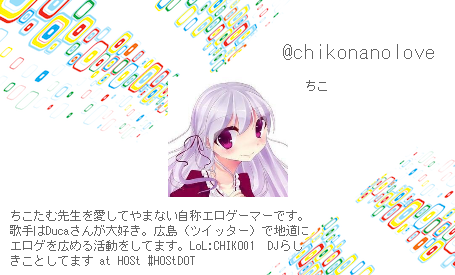 @chikonanolove
ちこ
ちこたむ先生を愛してやまない自称エロゲーマーです。
歌手はDucaさんが大好き。広島（ツイッター）で地道に
エロゲを広める活動をしてます。LoL:CHIKO01　DJらし
きことしてます at HOSt #HOStDOT